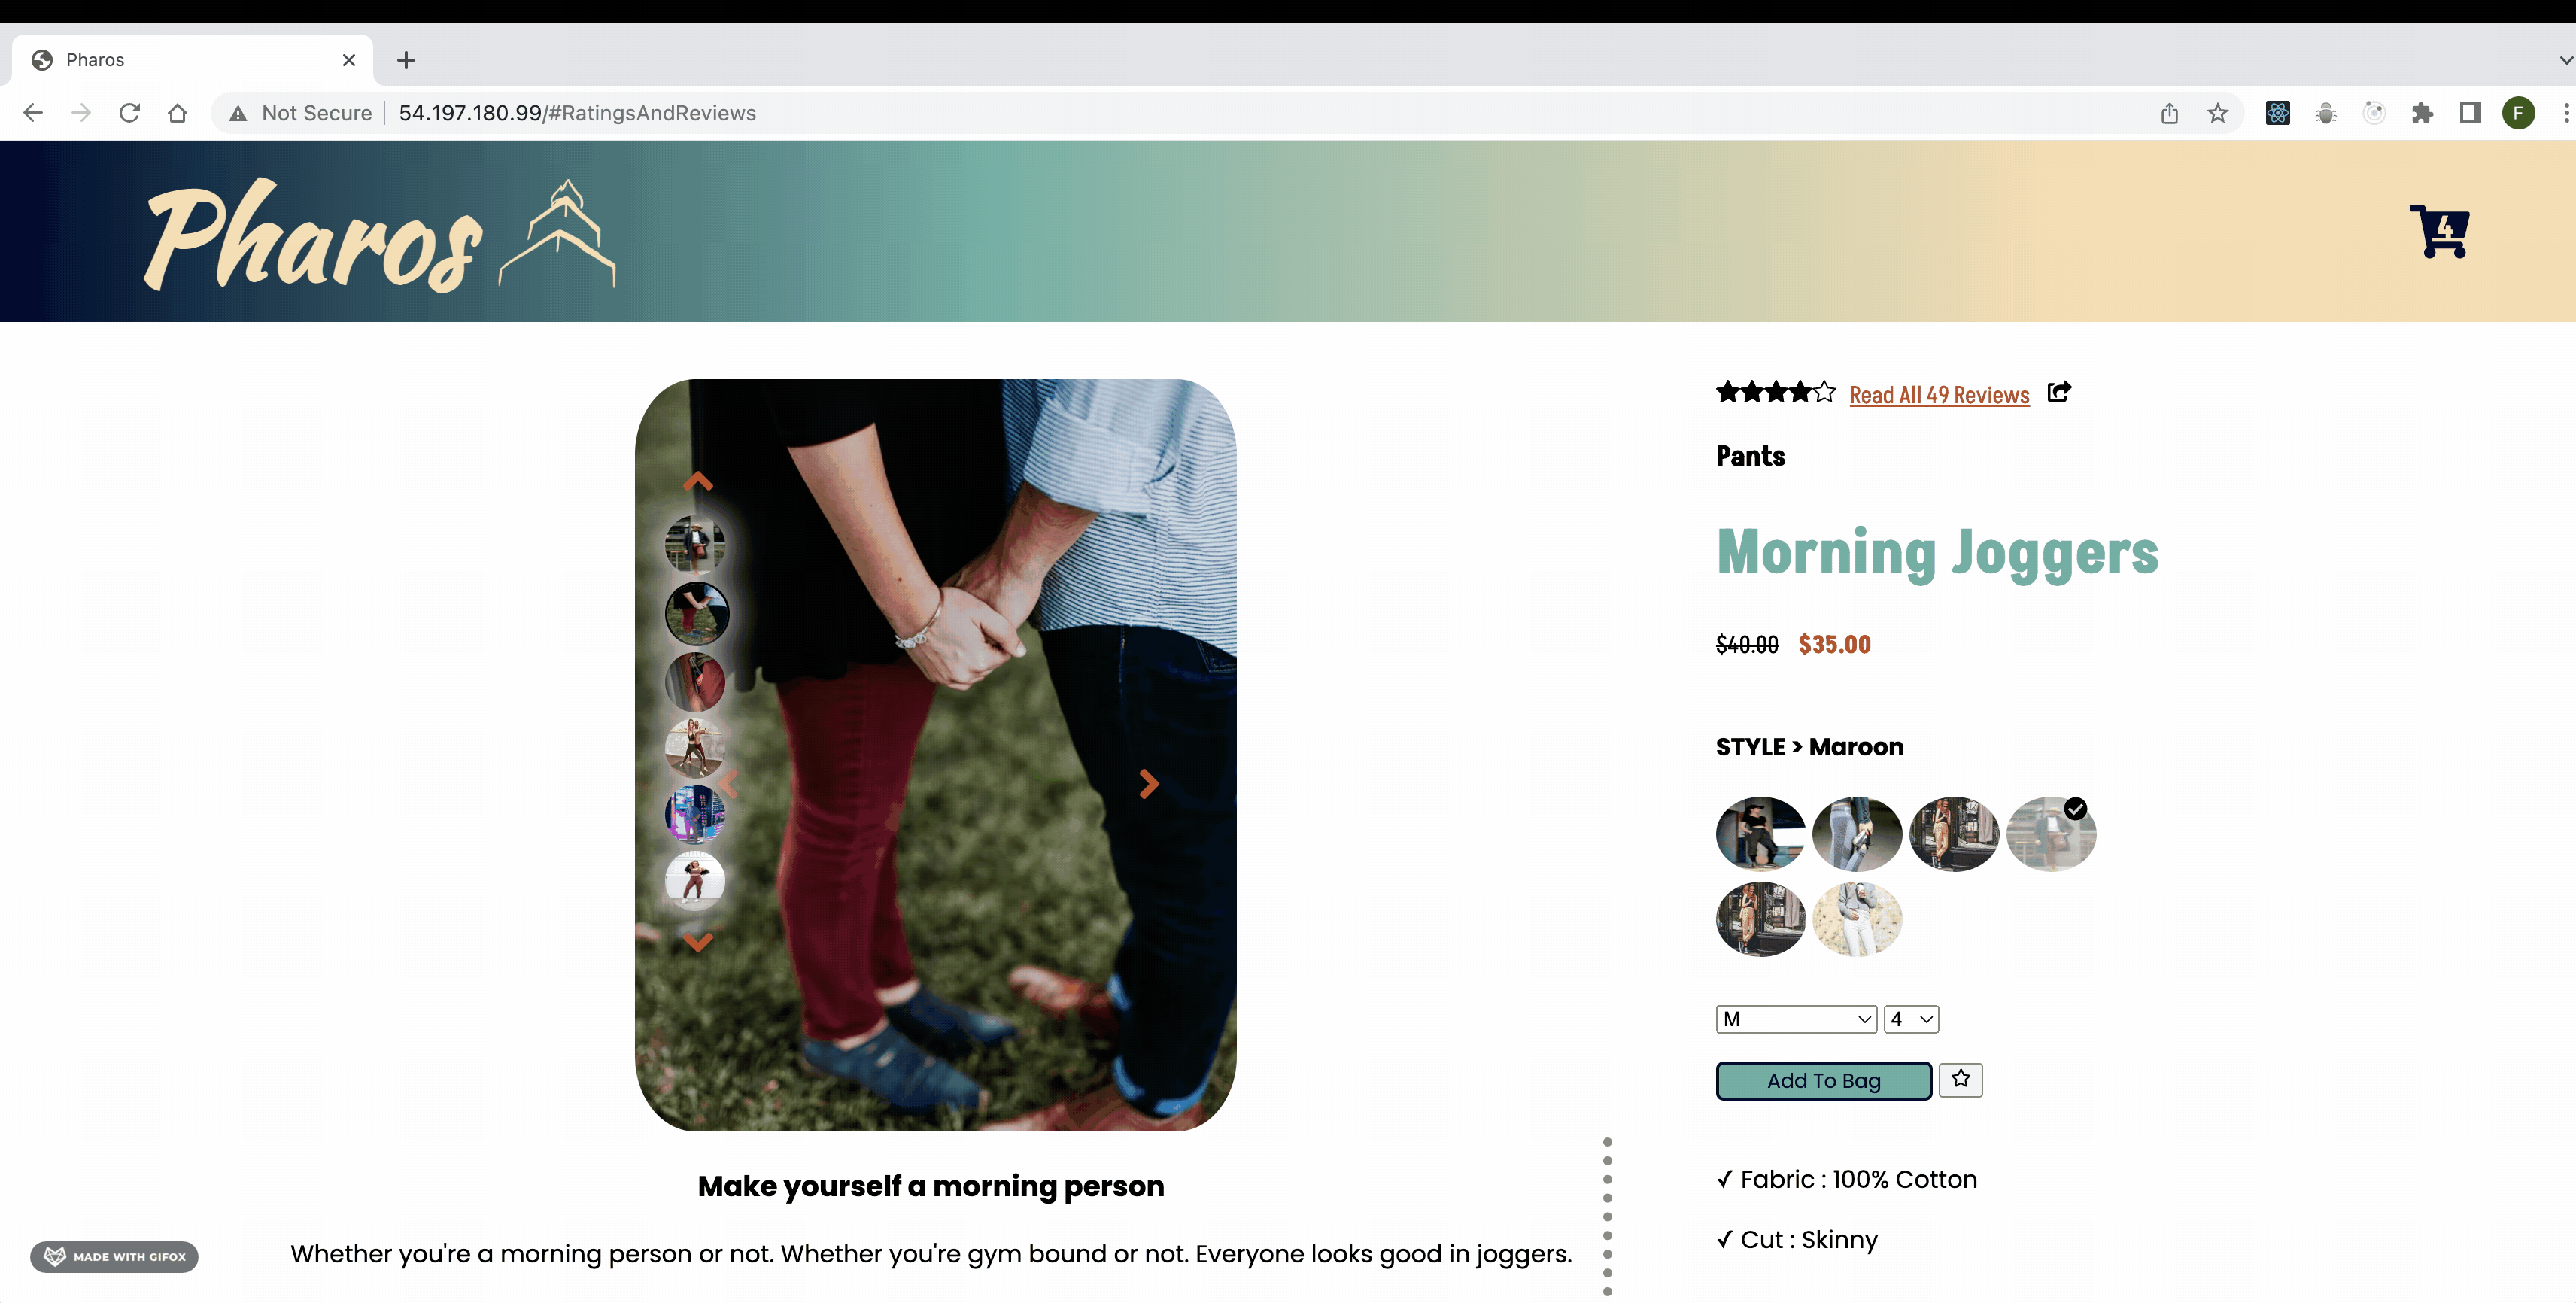 Pharos
Not Secure
54.197.180.99/#RatingsAndReviews
F
Pharos
4
Read All 49 Reviews
Pants
Morning Joggers
$40.00 $35.00
STYLE > Maroon
M 4
Add To Bag
✓ Fabric : 100% Cotton
✓ Cut : Skinny
Make yourself a morning person
Whether you're a morning person or not. Whether you're gym bound or not. Everyone looks good in joggers.
MADE WITH GIFOX